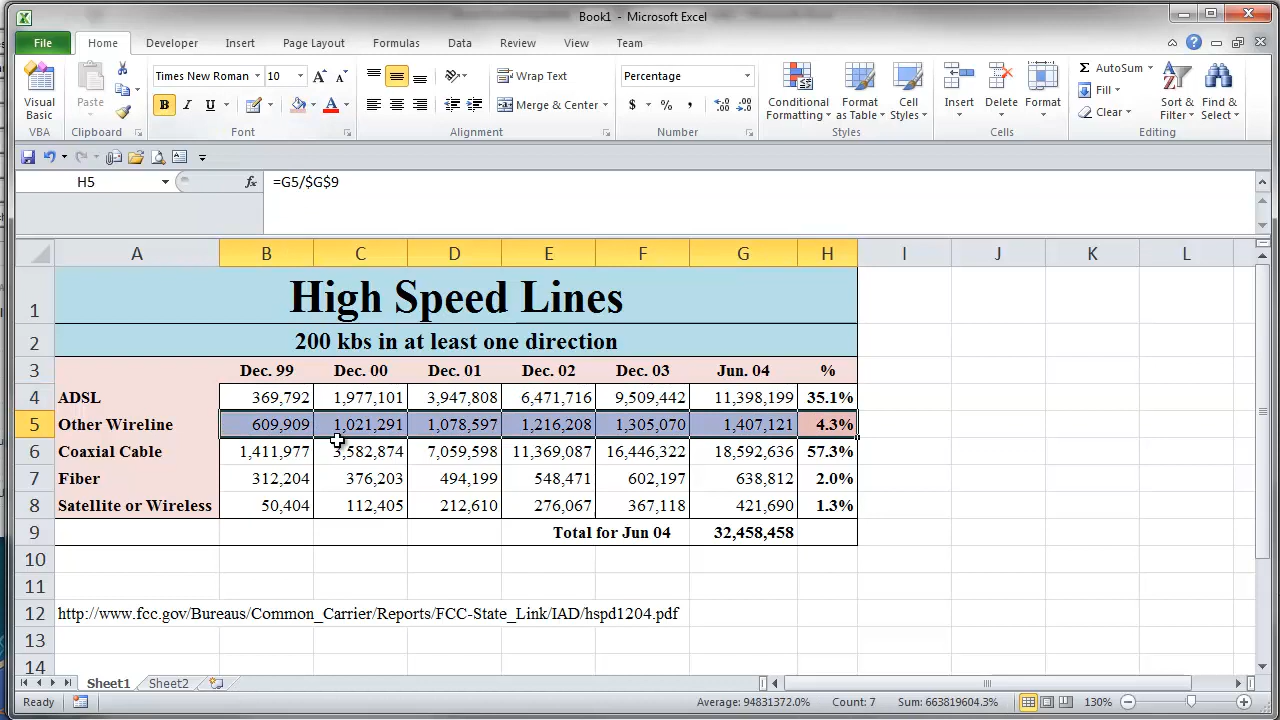 Book1 - Microsoft Excel
File Home Developer Insert Page Layout Formulas Data Review View Team
Visual Basic
VBA
Paste
Clipboard
Times New Roman 10
B I U
Font
Wrap Text
Merge & Center
Alignment
Percentage
$ % ,
Number
Conditional Formatting
Format as Table
Cell Styles
Styles
Insert Delete Format
Cells
AutoSum
Fill
Clear
Sort & Filter
Find & Select
Editing
H5 fx =G5/$G$9
A B C D E F G H I J K L
1 High Speed Lines
2 200 kbs in at least one direction
3 Dec. 99 Dec. 00 Dec. 01 Dec. 02 Dec. 03 Jun. 04 %
4 ADSL 369,792 1,977,101 3,947,808 6,471,716 9,509,442 11,398,199 35.1%
5 Other Wireline 609,909 1,021,291 1,078,597 1,216,208 1,305,070 1,407,121 4.3%
6 Coaxial Cable 1,411,977 3,582,874 7,059,598 11,369,087 16,446,322 18,592,636 57.3%
7 Fiber 312,204 376,203 494,199 548,471 602,197 638,812 2.0%
8 Satellite or Wireless 50,404 112,405 212,610 276,067 367,118 421,690 1.3%
9 Total for Jun 04 32,458,458
10
11
12 http://www.fcc.gov/Bureaus/Common_Carrier/Reports/FCC-State_Link/IAD/hspd1204.pdf
13
14
Sheet1 Sheet2
Ready Average: 94831372.0% Count: 7 Sum: 663819604.3% 130%